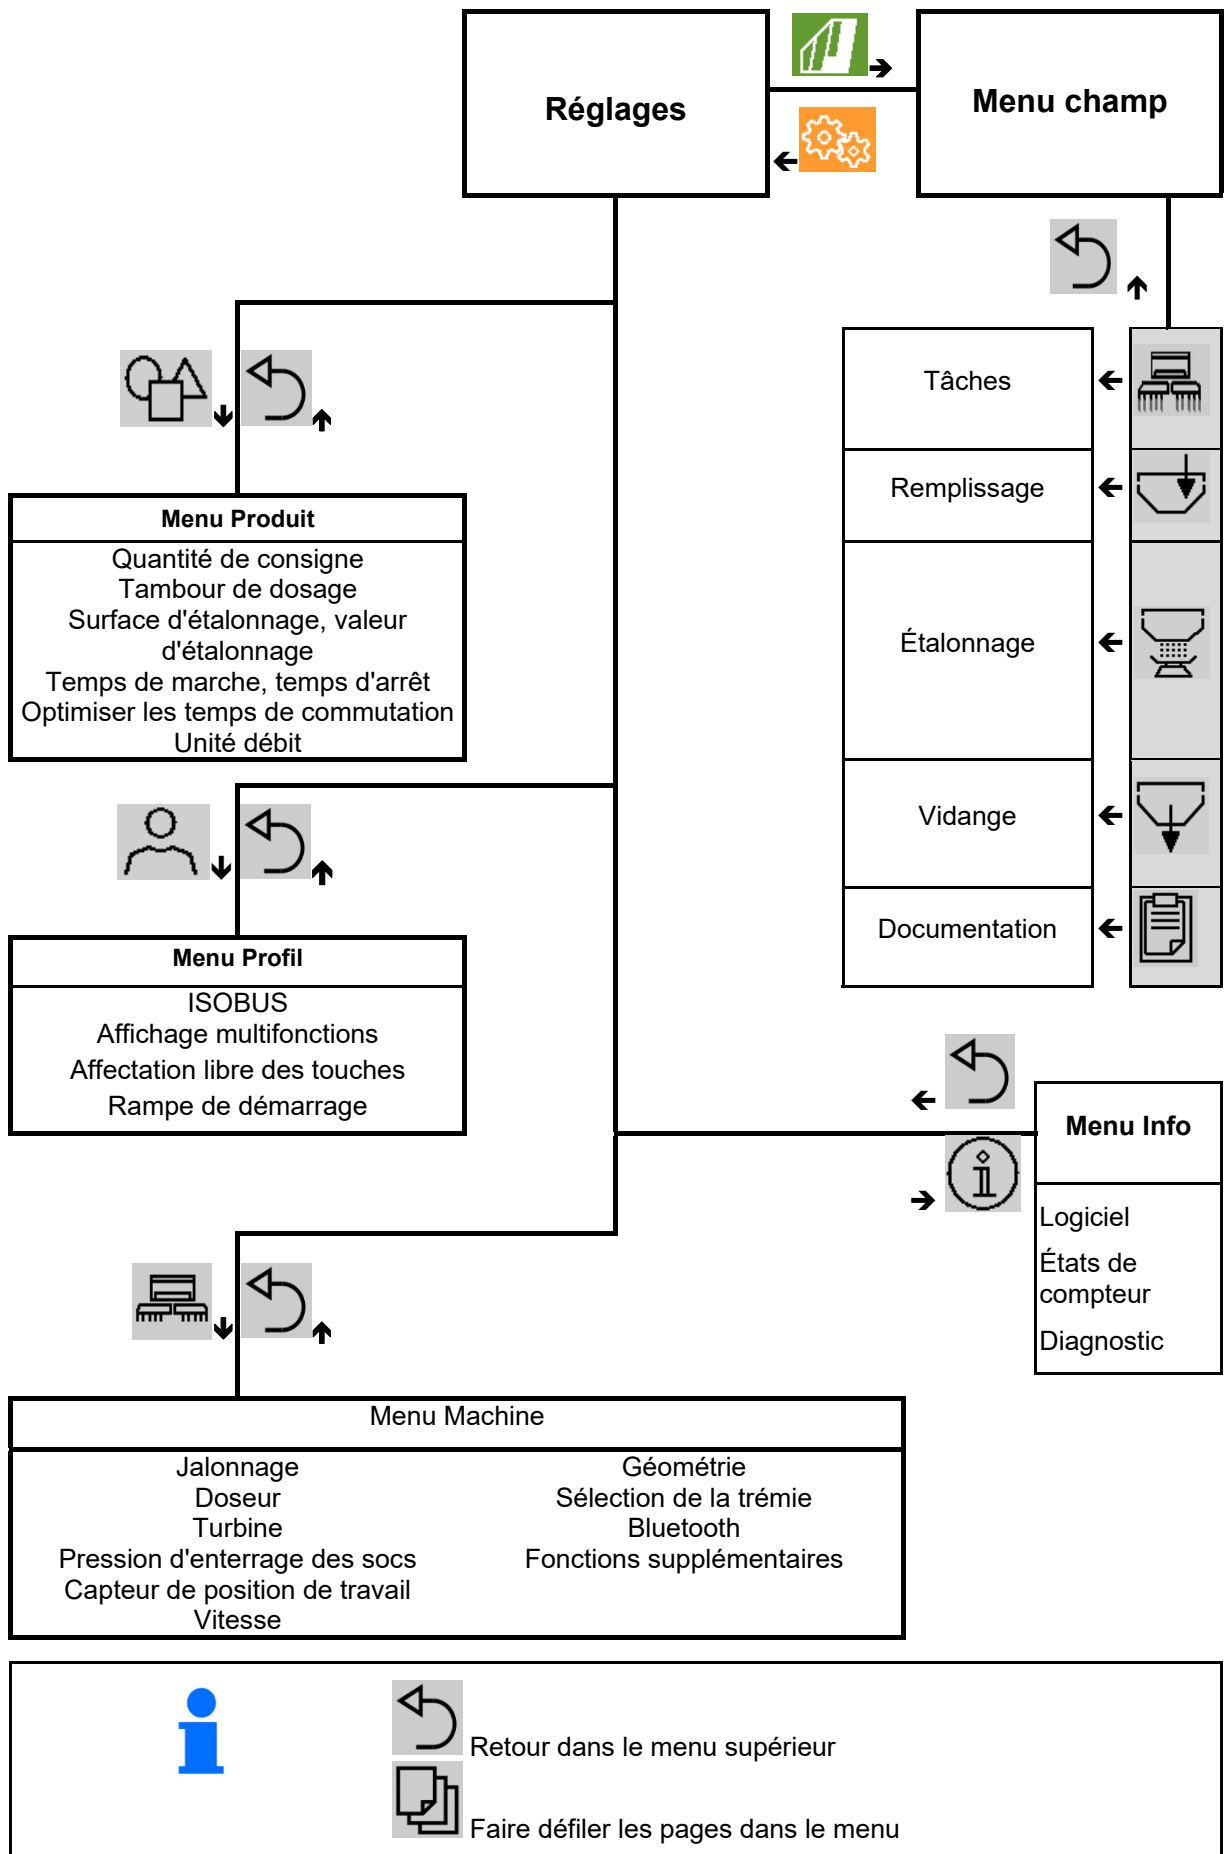 Réglages
Menu champ
Tâches
Remplissage
Étalonnage
Vidange
Documentation
Menu Produit
Quantité de consigne
Tambour de dosage
Surface d'étalonnage, valeur
d'étalonnage
Temps de marche, temps d'arrêt
Optimiser les temps de commutation
Unité débit
Menu Profil
ISOBUS
Affichage multifonctions
Affectation libre des touches
Rampe de démarrage
Menu Info
Logiciel
États de
compteur
Diagnostic
Menu Machine
Jalonnage
Doseur
Turbine
Pression d'enterrage des socs
Capteur de position de travail
Vitesse
Géométrie
Sélection de la trémie
Bluetooth
Fonctions supplémentaires
Retour dans le menu supérieur
Faire défiler les pages dans le menu